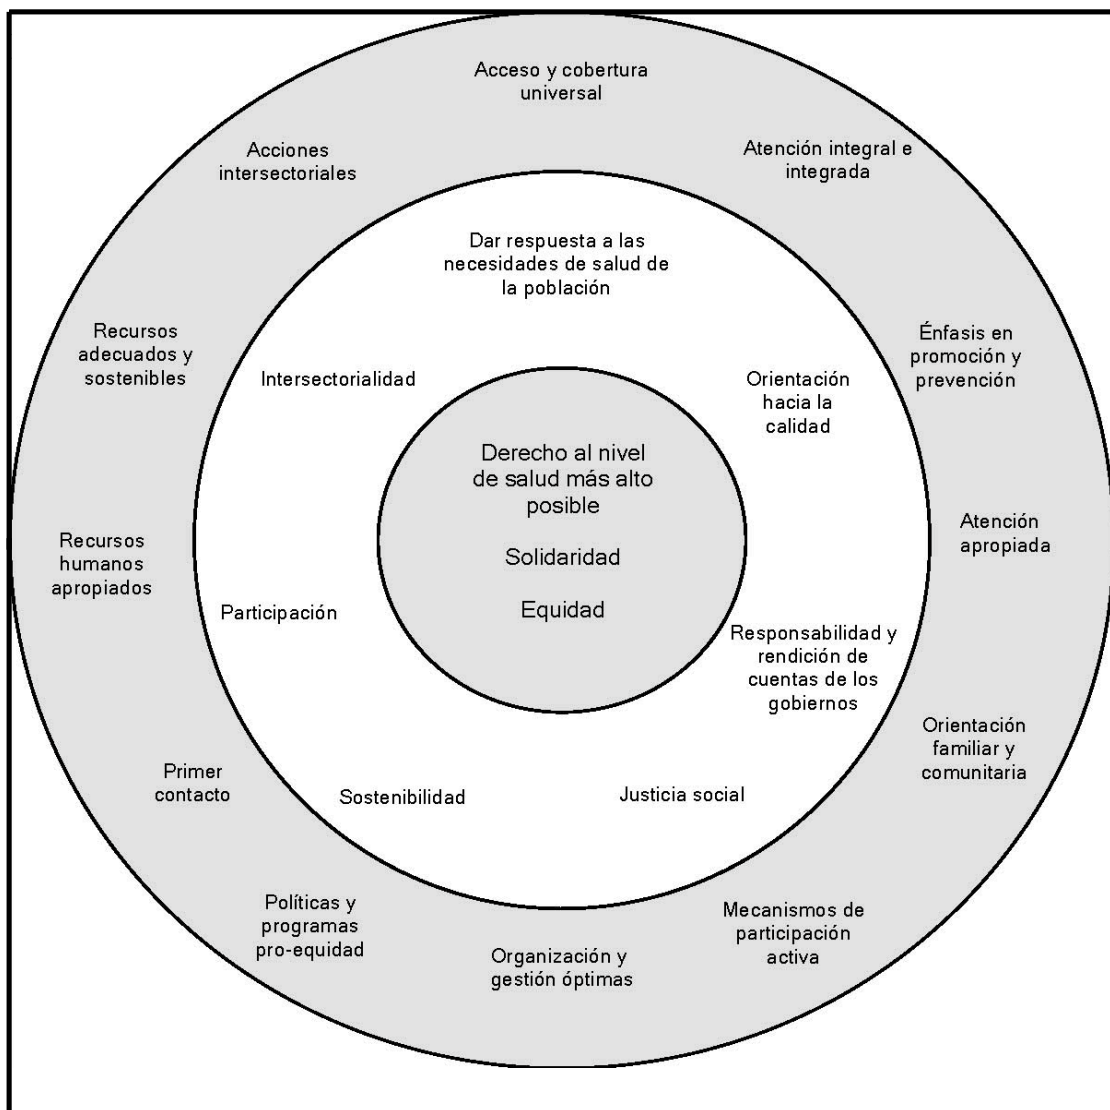 Acceso y cobertura
universal
Atención integral e
integrada
Énfasis en
promoción y
prevención
Atención
apropiada
Orientación
familiar y
comunitaria
Mecanismos de
participación
activa
Organización y
gestión óptimas
Políticas y
programas
pro-equidad
Primer
contacto
Recursos
humanos
apropiados
Recursos
adecuados y
sostenibles
Acciones
intersectoriales
Dar respuesta a las
necesidades de salud de
la población
Orientación
hacia la
calidad
Responsabilidad y
rendición de
cuentas de los
gobiernos
Justicia social
Sostenibilidad
Participación
Intersectorialidad
Derecho al nivel
de salud más alto
posible
Solidaridad
Equidad